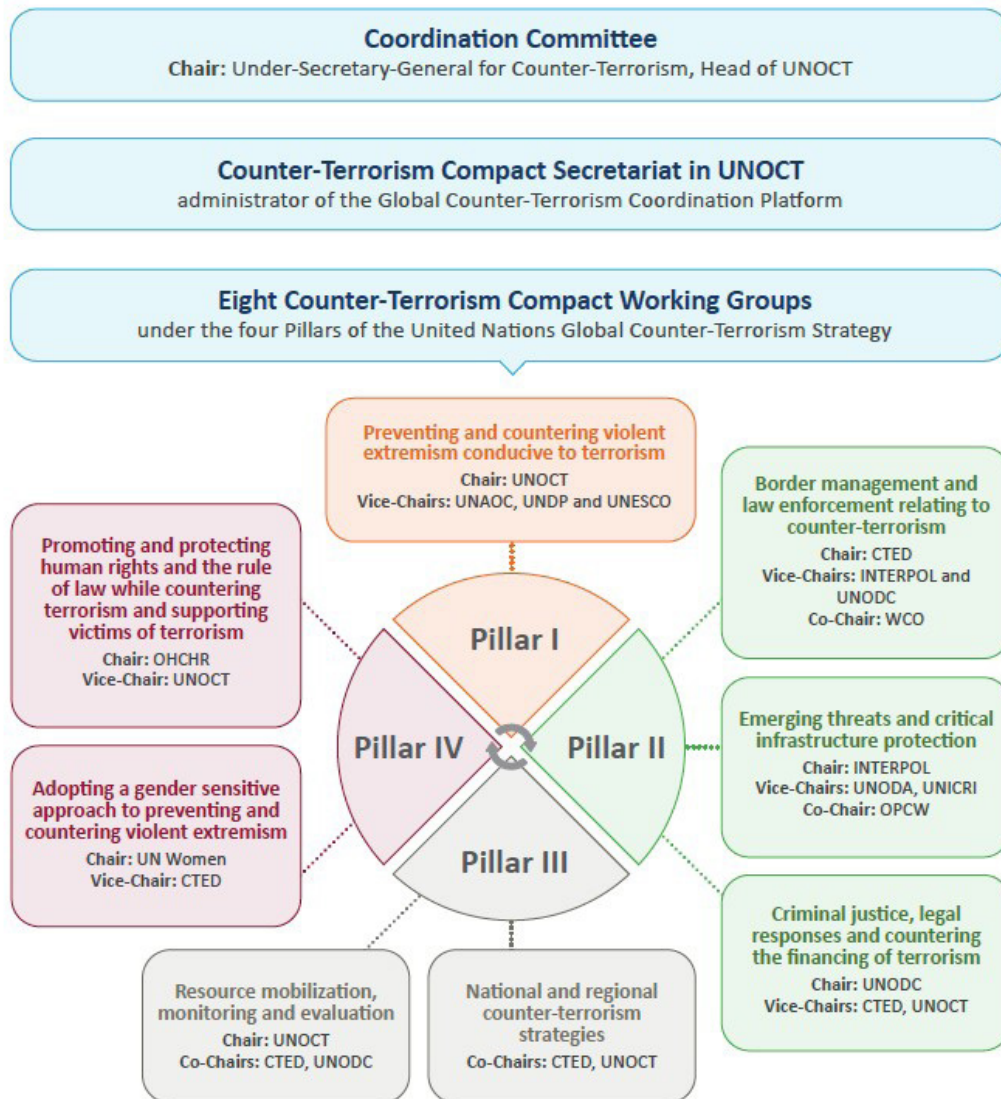 Coordination Committee
Chair: Under-Secretary-General for Counter-Terrorism, Head of UNOCT
Counter-Terrorism Compact Secretariat in UNOCT
administrator of the Global Counter-Terrorism Coordination Platform
Eight Counter-Terrorism Compact Working Groups
under the four Pillars of the United Nations Global Counter-Terrorism Strategy
Preventing and countering violent
extremism conducive to terrorism
Chair: UNOCT
Vice-Chairs: UNAOC, UNDP and UNESCO
Border management and
law enforcement relating to
counter-terrorism
Chair: CTED
Vice-Chairs: INTERPOL and
UNODC
Co-Chair: WCO
Promoting and protecting
human rights and the rule
of law while countering
terrorism and supporting
victims of terrorism
Chair: OHCHR
Vice-Chair: UNOCT
Pillar I
Pillar IV
Pillar II
Pillar III
Emerging threats and critical
infrastructure protection
Chair: INTERPOL
Vice-Chairs: UNODA, UNICRI
Co-Chair: OPCW
Adopting a gender sensitive
approach to preventing and
countering violent extremism
Chair: UN Women
Vice-Chair: CTED
Criminal justice, legal
responses and countering
the financing of terrorism
Chair: UNODC
Vice-Chairs: CTED, UNOCT
Resource mobilization,
monitoring and evaluation
Chair: UNOCT
Co-Chairs: CTED, UNODC
National and regional
counter-terrorism
strategies
Co-Chairs: CTED, UNOCT